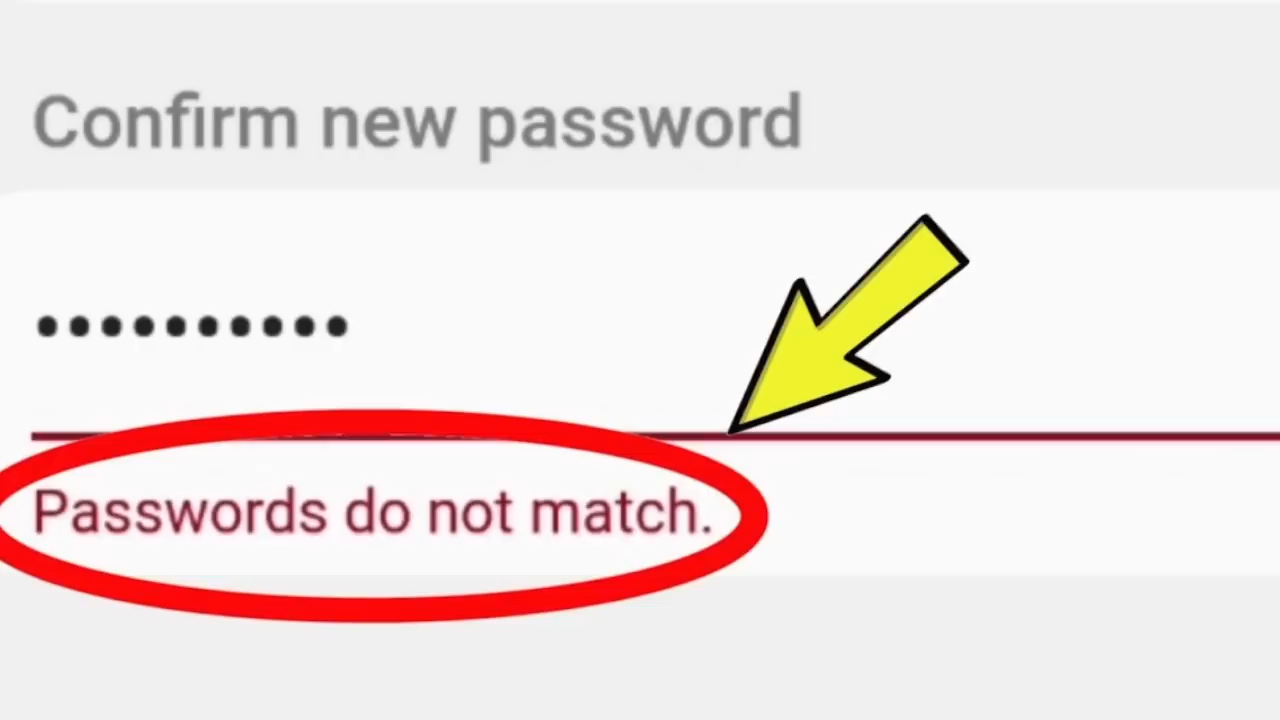 Confirm new password
••••••••••
Passwords do not match.